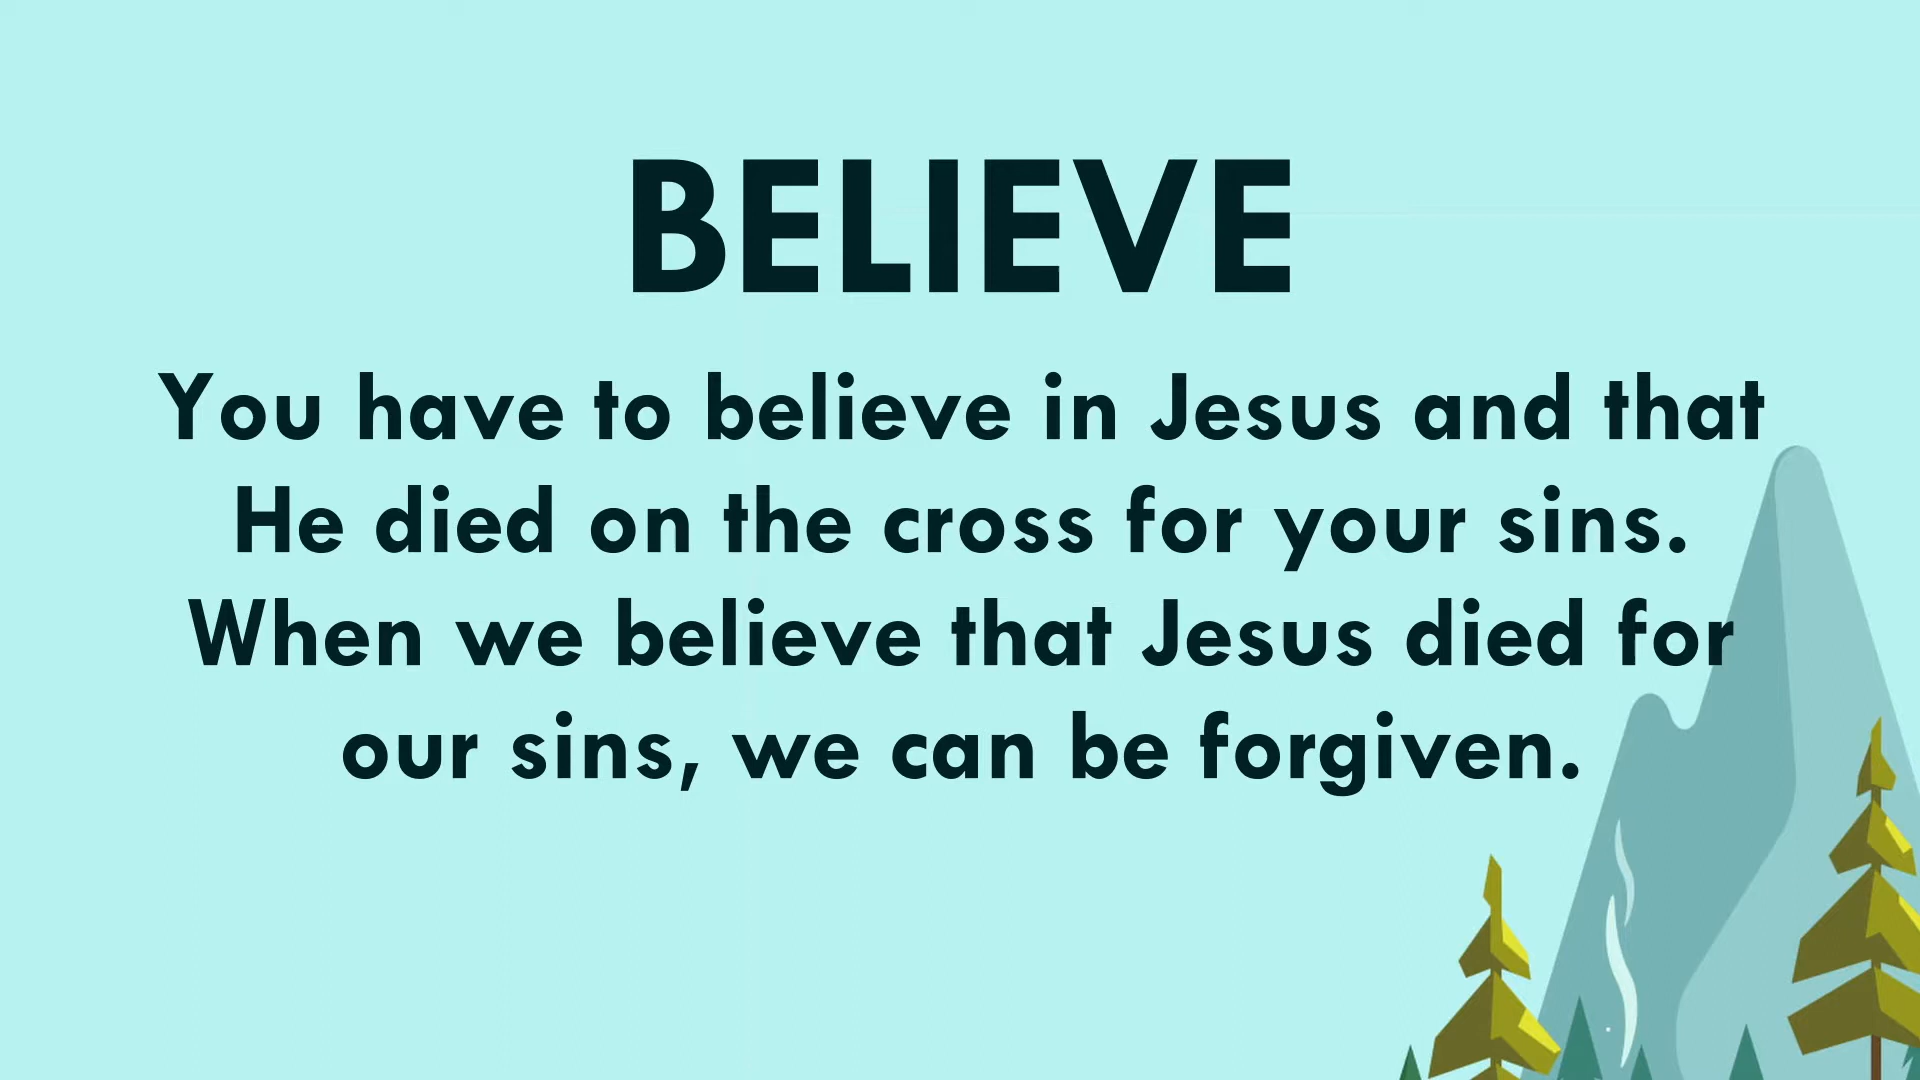 BELIEVE
You have to believe in Jesus and that
He died on the cross for your sins.
When we believe that Jesus died for
our sins, we can be forgiven.